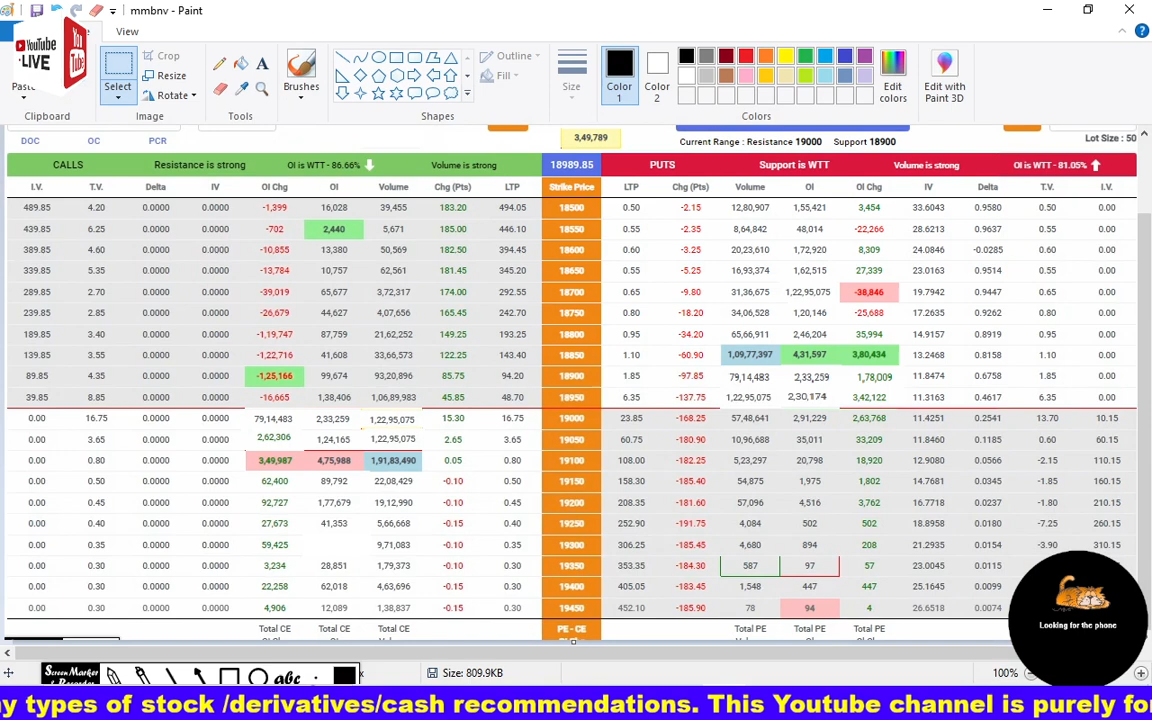 mmbnv - Paint
View
YouTube
LIVE
You
Paste
Select
Crop
Resize
Rotate
Brushes
Outline
Fill
Size
Color
1
Color
2
Edit
colors
Edit with
Paint 3D
Clipboard
Image
Tools
Shapes
Colors
DOC OC PCR 3,49,789 Current Range : Resistance 19000 Support 18900 Lot Size : 50
CALLS Resistance is strong OI is WTT - 86.66% Volume is strong 18989.85 PUTS Support is WTT Volume is strong OI is WTT - 81.05%
I.V. T.V. Delta IV OI Chg OI Volume Chg (Pts) LTP Strike Price LTP Chg (Pts) Volume OI OI Chg IV Delta T.V. I.V.
489.85 4.20 0.0000 0.0000 -1,399 16,028 39,455 183.20 494.05 18500 0.50 -2.15 12,80,907 1,55,421 3,454 33.6043 0.9580 0.50 0.00
439.85 6.25 0.0000 0.0000 -702 2,440 5,671 185.00 446.10 18550 0.55 -2.35 8,64,842 48,014 -22,266 28.6213 0.9637 0.55 0.00
389.85 4.60 0.0000 0.0000 -10,855 13,380 50,569 182.50 394.45 18600 0.60 -3.25 20,23,610 1,72,920 8,309 24.0846 -0.0285 0.60 0.00
339.85 5.35 0.0000 0.0000 -13,784 10,757 62,561 181.45 345.20 18650 0.55 -5.25 16,93,374 1,62,515 27,339 23.0163 0.9514 0.55 0.00
289.85 2.70 0.0000 0.0000 -39,019 65,677 3,72,317 174.00 292.55 18700 0.65 -9.80 31,36,675 1,22,95,075 -38,846 19.7942 0.9447 0.65 0.00
239.85 2.85 0.0000 0.0000 -26,679 44,627 4,07,656 165.45 242.70 18750 0.80 -18.20 34,06,528 1,20,146 -25,688 17.2635 0.9262 0.80 0.00
189.85 3.40 0.0000 0.0000 -1,19,747 87,759 21,62,252 149.25 193.25 18800 0.95 -34.20 65,66,911 2,46,204 35,994 14.9157 0.8919 0.95 0.00
139.85 3.55 0.0000 0.0000 -1,22,716 41,608 33,66,573 122.25 143.40 18850 1.10 -60.90 1,09,77,397 4,31,597 3,80,434 13.2468 0.8158 1.10 0.00
89.85 4.35 0.0000 0.0000 -1,25,166 99,674 93,20,896 85.75 94.20 18900 1.85 -97.85 79,14,483 2,33,259 1,78,009 11.8474 0.6758 1.85 0.00
39.85 8.85 0.0000 0.0000 -16,665 1,38,406 1,06,89,983 45.85 48.70 18950 6.35 -137.75 1,22,95,075 2,30,174 3,42,122 11.3163 0.4617 6.35 0.00
0.00 16.75 0.0000 0.0000 79,14,483 2,33,259 1,22,95,075 15.30 16.75 19000 23.85 -168.25 57,48,641 2,91,229 2,63,768 11.4251 0.2541 13.70 10.15
0.00 3.65 0.0000 0.0000 2,62,306 1,24,165 1,22,95,075 2.65 3.65 19050 60.75 -180.90 10,96,688 35,011 33,209 11.8460 0.1185 0.60 60.15
0.00 0.80 0.0000 0.0000 3,49,987 4,75,988 1,91,83,490 0.05 0.80 19100 108.00 -182.25 5,23,297 20,798 18,920 12.9080 0.0566 -2.15 110.15
0.00 0.50 0.0000 0.0000 62,400 89,792 22,08,429 -0.10 0.50 19150 158.30 -185.40 54,875 1,975 1,802 14.7681 0.0345 -1.85 160.15
0.00 0.45 0.0000 0.0000 92,727 1,77,679 19,12,990 -0.10 0.45 19200 208.35 -181.60 57,096 4,516 3,762 16.7718 0.0237 -1.80 210.15
0.00 0.40 0.0000 0.0000 27,673 41,353 5,66,668 -0.15 0.40 19250 252.90 -191.75 4,084 502 502 18.8958 0.0180 -7.25 260.15
0.00 0.35 0.0000 0.0000 59,425 9,71,083 -0.10 0.35 19300 306.25 -185.45 4,680 894 208 21.2935 0.0154 -3.90 310.15
0.00 0.35 0.0000 0.0000 3,234 28,851 1,79,373 -0.10 0.35 19350 353.35 -184.30 587 97 57 23.0045 0.0115
0.00 0.30 0.0000 0.0000 22,258 62,018 4,63,696 -0.15 0.30 19400 405.05 -183.45 1,548 447 447 25.1645 0.0099
0.00 0.30 0.0000 0.0000 4,906 12,089 1,38,837 -0.15 0.30 19450 452.10 -185.90 78 94 4 26.6518 0.0074
Total CE Total CE Total CE PE - CE Total PE Total PE Total PE
Looking for the phone
Screen Marker
abc
Size: 809.9KB
100%
y types of stock /derivatives/cash recommendations. This Youtube channel is purely fo